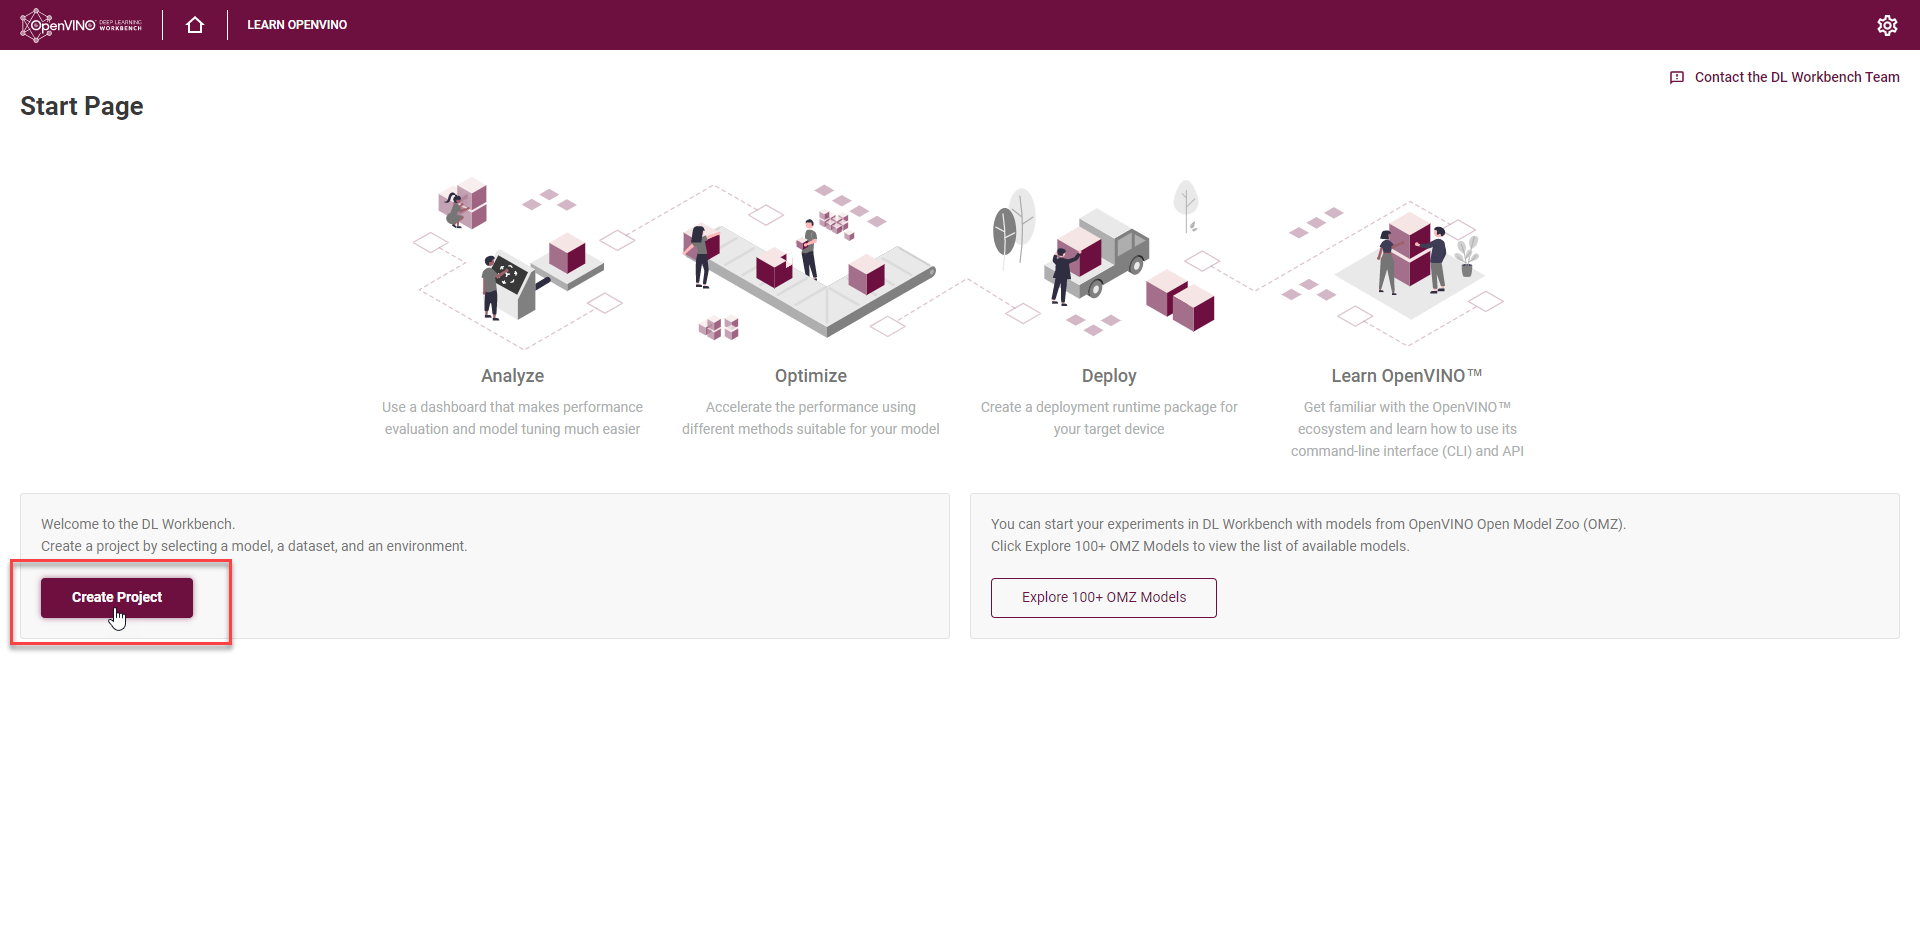 OpenVINO® DEEP LEARNING
WORKBENCH
LEARN OPENVINO
Contact the DL Workbench Team
Start Page
Analyze
Use a dashboard that makes performance
evaluation and model tuning much easier
Optimize
Accelerate the performance using
different methods suitable for your model
Deploy
Create a deployment runtime package for
your target device
Learn OpenVINO™
Get familiar with the OpenVINO™
ecosystem and learn how to use its
command-line interface (CLI) and API
Welcome to the DL Workbench.
Create a project by selecting a model, a dataset, and an environment.
Create Project
You can start your experiments in DL Workbench with models from OpenVINO Open Model Zoo (OMZ).
Click Explore 100+ OMZ Models to view the list of available models.
Explore 100+ OMZ Models